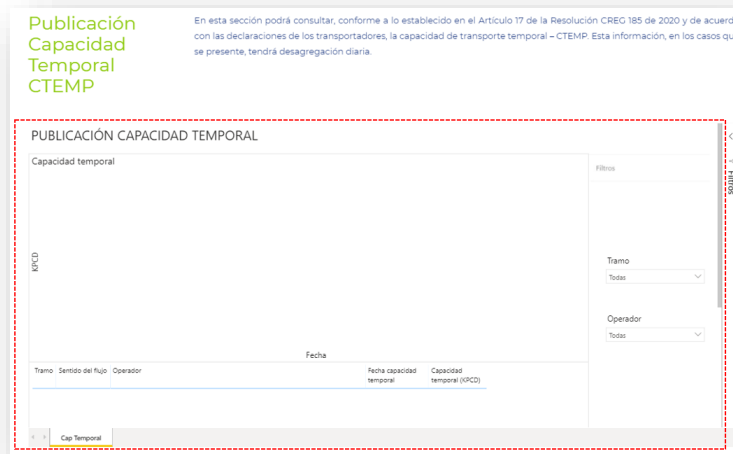 Publicación
Capacidad
Temporal
CTEMP
En esta sección podrá consultar, conforme a lo establecido en el Artículo 17 de la Resolución CREG 185 de 2020 y de acuerd
con las declaraciones de los transportadores, la capacidad de transporte temporal – CTEMP. Esta información, en los casos qu
se presente, tendrá desagregación diaria.
PUBLICACIÓN CAPACIDAD TEMPORAL
Capacidad temporal
KPCD
Fecha
Tramo Sentido del flujo Operador Fecha capacidad temporal Capacidad temporal (KPCD)
Filtros
Tramo
Todas
Operador
Todas
Filtros
Cap Temporal